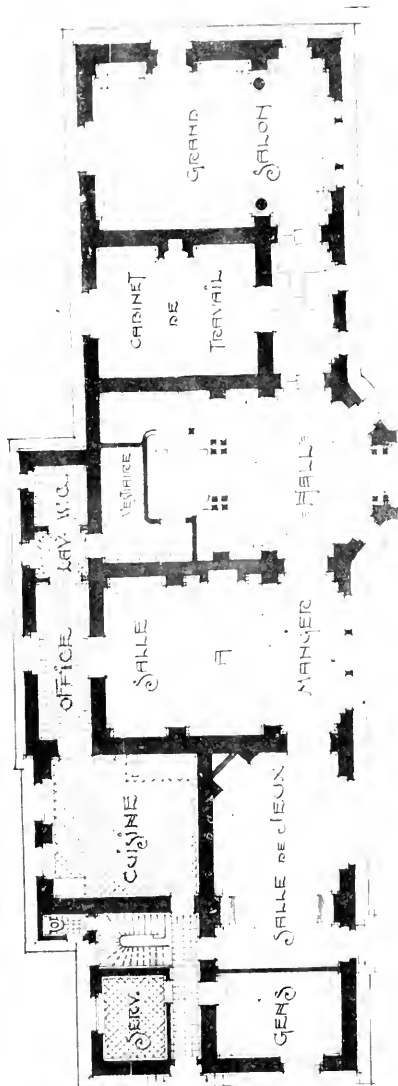 GRAND
SALON
CABINET
DE
TRAVAIL
VESTIAIRE
HALL
LAV. W.C.
OFFICE
SALLE
A
MANGER
CUISINE
SALLE DE JEUX
SERV.
GENS